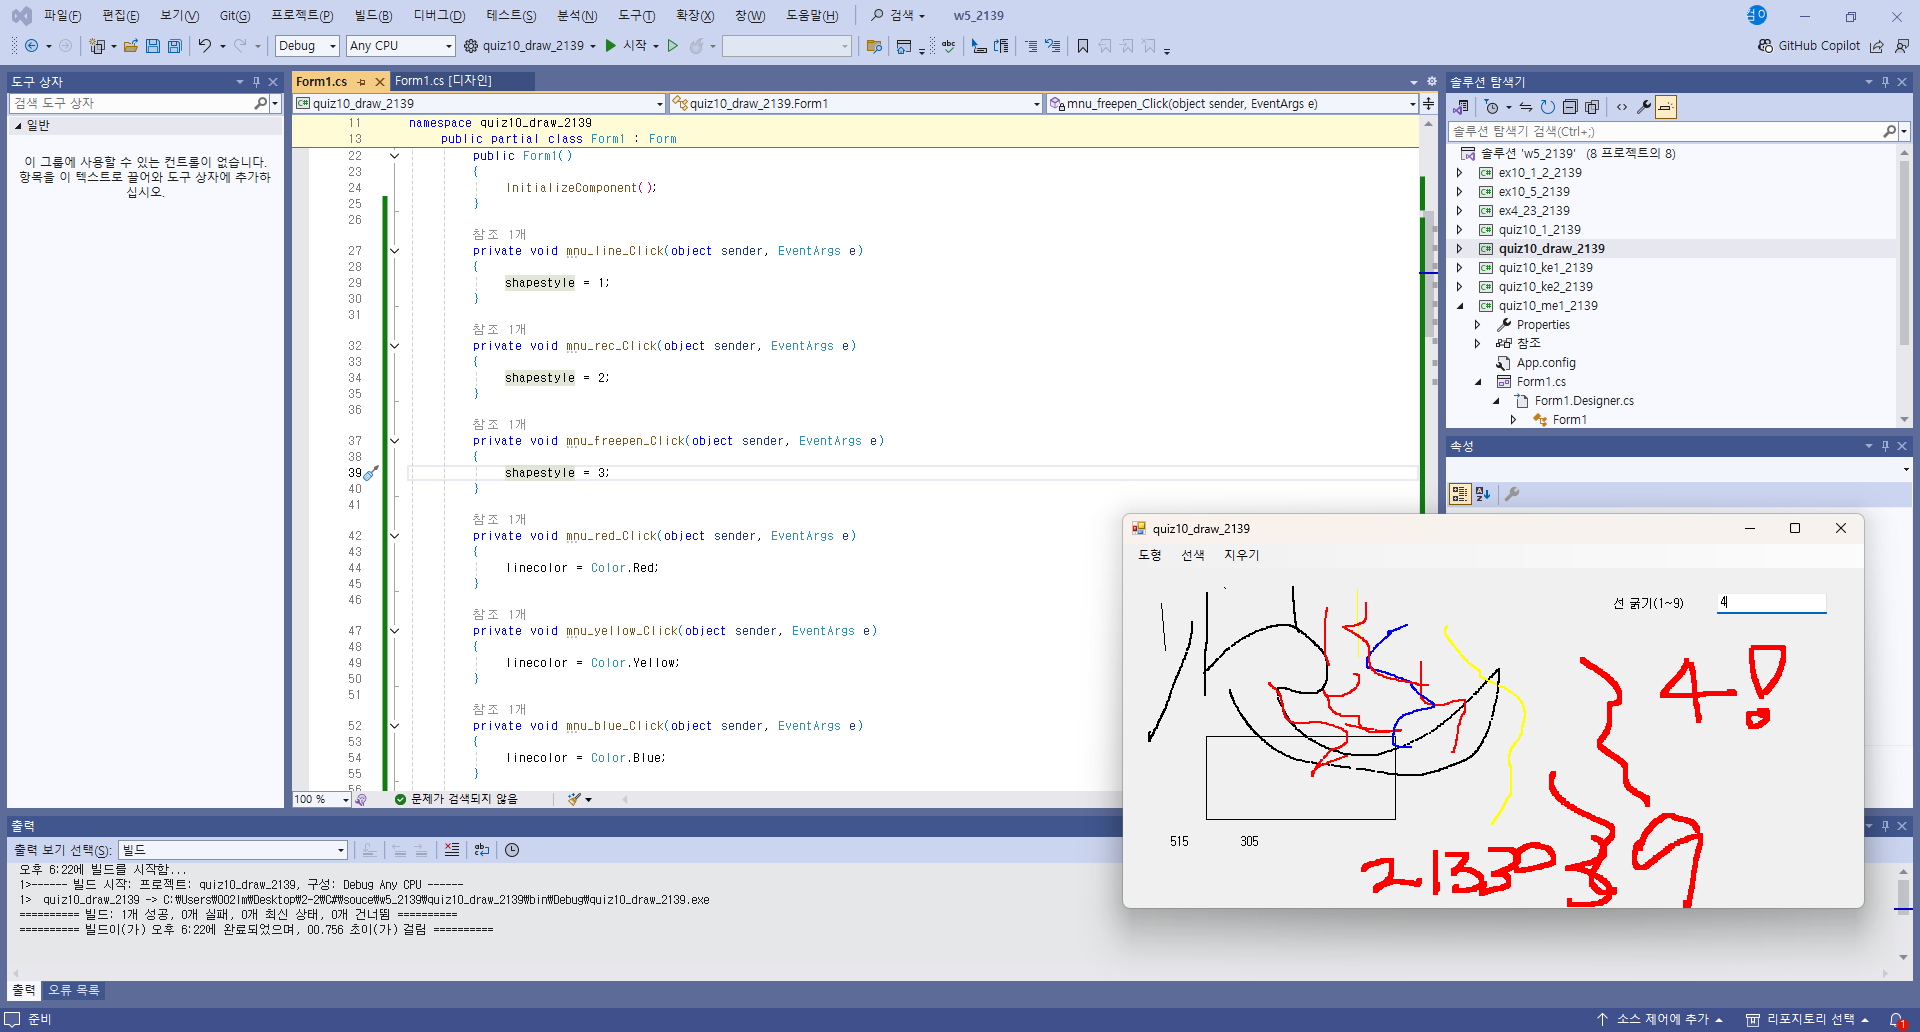 파일(F) 편집(E) 보기(V) Git(G) 프로젝트(P) 빌드(B) 디버그(D) 테스트(S) 분석(N) 도구(T) 확장(X) 창(W) 도움말(H) 검색 w5_2139
Debug Any CPU quiz10_draw_2139 시작 GitHub Copilot
도구 상자
검색 도구 상자
일반
이 그룹에 사용할 수 있는 컨트롤이 없습니다.
항목을 이 텍스트로 끌어와 도구 상자에 추가하
십시오.
Form1.cs Form1.cs [디자인]
quiz10_draw_2139 quiz10_draw_2139.Form1 mnu_freepen_Click(object sender, EventArgs e)
11 namespace quiz10_draw_2139
13 public partial class Form1 : Form
22 public Form1()
23 {
24 InitializeComponent();
25 }
26
참조 1개
27 private void mnu_line_Click(object sender, EventArgs e)
28 {
29 shapestyle = 1;
30 }
31
참조 1개
32 private void mnu_rec_Click(object sender, EventArgs e)
33 {
34 shapestyle = 2;
35 }
36
참조 1개
37 private void mnu_freepen_Click(object sender, EventArgs e)
38 {
39 shapestyle = 3;
40 }
41
참조 1개
42 private void mnu_red_Click(object sender, EventArgs e)
43 {
44 linecolor = Color.Red;
45 }
46
참조 1개
47 private void mnu_yellow_Click(object sender, EventArgs e)
48 {
49 linecolor = Color.Yellow;
50 }
51
참조 1개
52 private void mnu_blue_Click(object sender, EventArgs e)
53 {
54 linecolor = Color.Blue;
55 }
56
100 % 문제가 검색되지 않음
솔루션 탐색기
솔루션 탐색기 검색(Ctrl+;)
솔루션 'w5_2139' (8 프로젝트의 8)
ex10_1_2_2139
ex10_5_2139
ex4_23_2139
quiz10_1_2139
quiz10_draw_2139
quiz10_ke1_2139
quiz10_ke2_2139
quiz10_me1_2139
Properties
참조
App.config
Form1.cs
Form1.Designer.cs
Form1
속성
quiz10_draw_2139
도형 선택 지우기
선 굵기(1~9) 4
4!
9
515 305
출력
출력 보기 선택(S): 빌드
오후 6:22에 빌드를 시작함...
1>------ 빌드 시작: 프로젝트: quiz10_draw_2139, 구성: Debug Any CPU ------
1> quiz10_draw_2139 -> C:₩Users₩002lm₩Desktop₩2-2₩C#₩souce₩w5_2139₩quiz10_draw_2139₩bin₩Debug₩quiz10_draw_2139.exe
========== 빌드: 1개 성공, 0개 실패, 0개 최신 상태, 0개 건너뜀 ==========
========== 빌드이(가) 오후 6:22에 완료되었으며, 00.756 초이(가) 걸림 ==========
출력 오류 목록
준비 소스 제어에 추가 리포지토리 선택 1